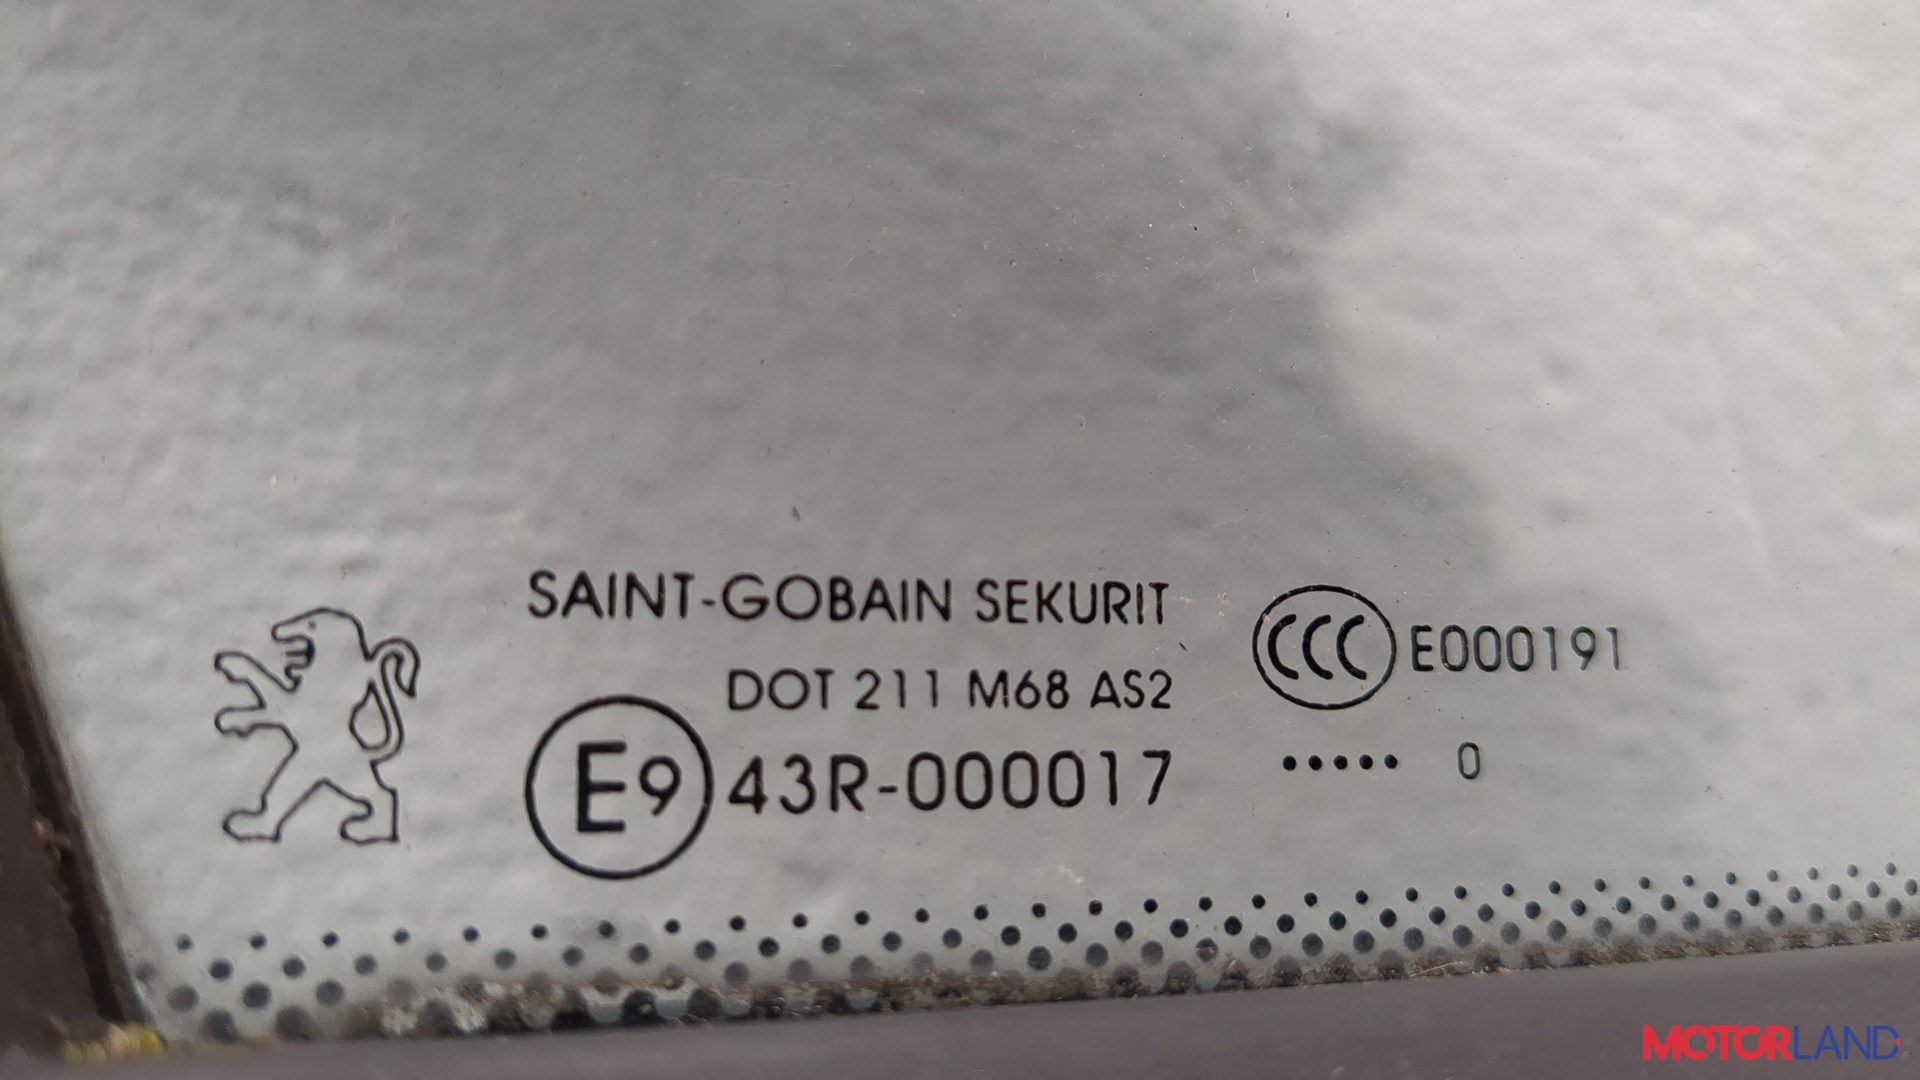 SAINT-GOBAIN SEKURIT
DOT 211 M68 AS2
E9 43R-000017
CCC E000191
..... 0
MOTORLAND